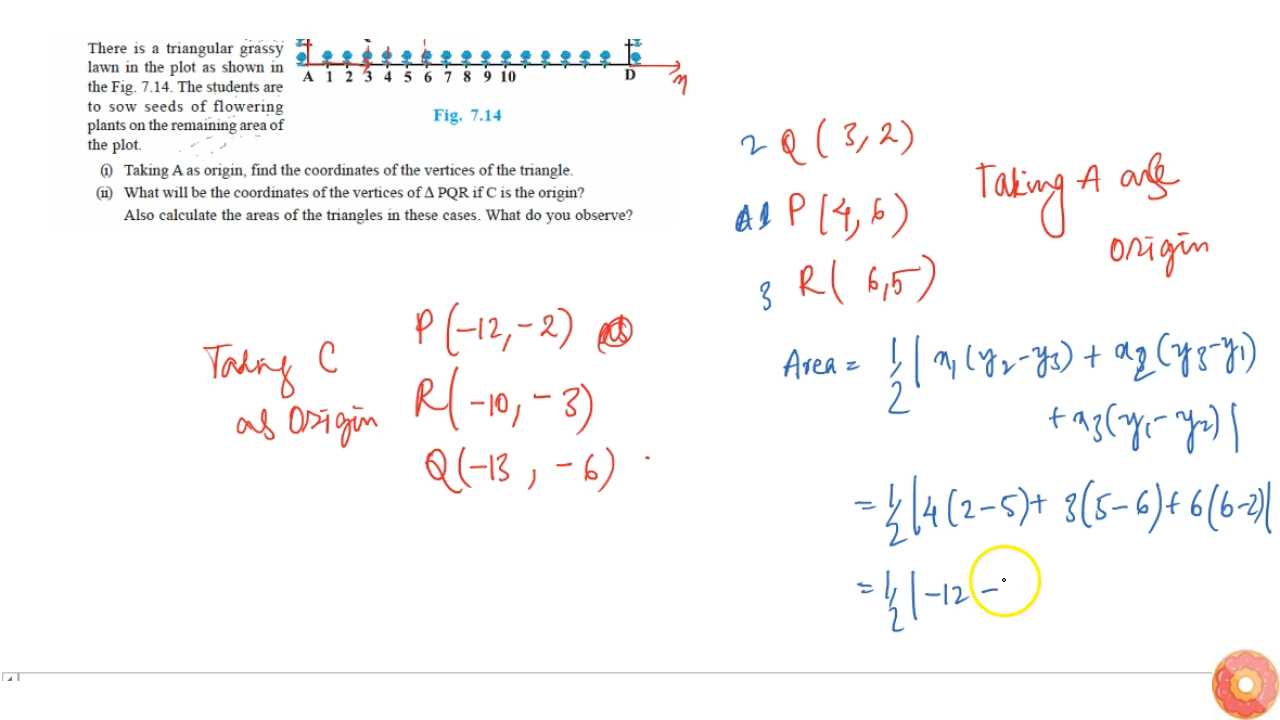 There is a triangular grassy
lawn in the plot as shown in
the Fig. 7.14. The students are
to sow seeds of flowering
plants on the remaining area of
the plot.
A 1 2 3 4 5 6 7 8 9 10 D
x
Fig. 7.14
(i) Taking A as origin, find the coordinates of the vertices of the triangle.
(ii) What will be the coordinates of the vertices of Δ PQR if C is the origin?
Also calculate the areas of the triangles in these cases. What do you observe?
2 Q (3, 2)
1 P (4, 6)
3 R (6,5)
Taking A as
origin
Taking C
as Origin
P (-12, -2)
R (-10, -3)
Q (-13, -6)
Area = 1/2 | x1 (y2 - y3) + x2 (y3 - y1)
+ x3 (y1 - y2) |
= 1/2 | 4 (2 - 5) + 3 (5 - 6) + 6 (6-2) |
= 1/2 | -12 -